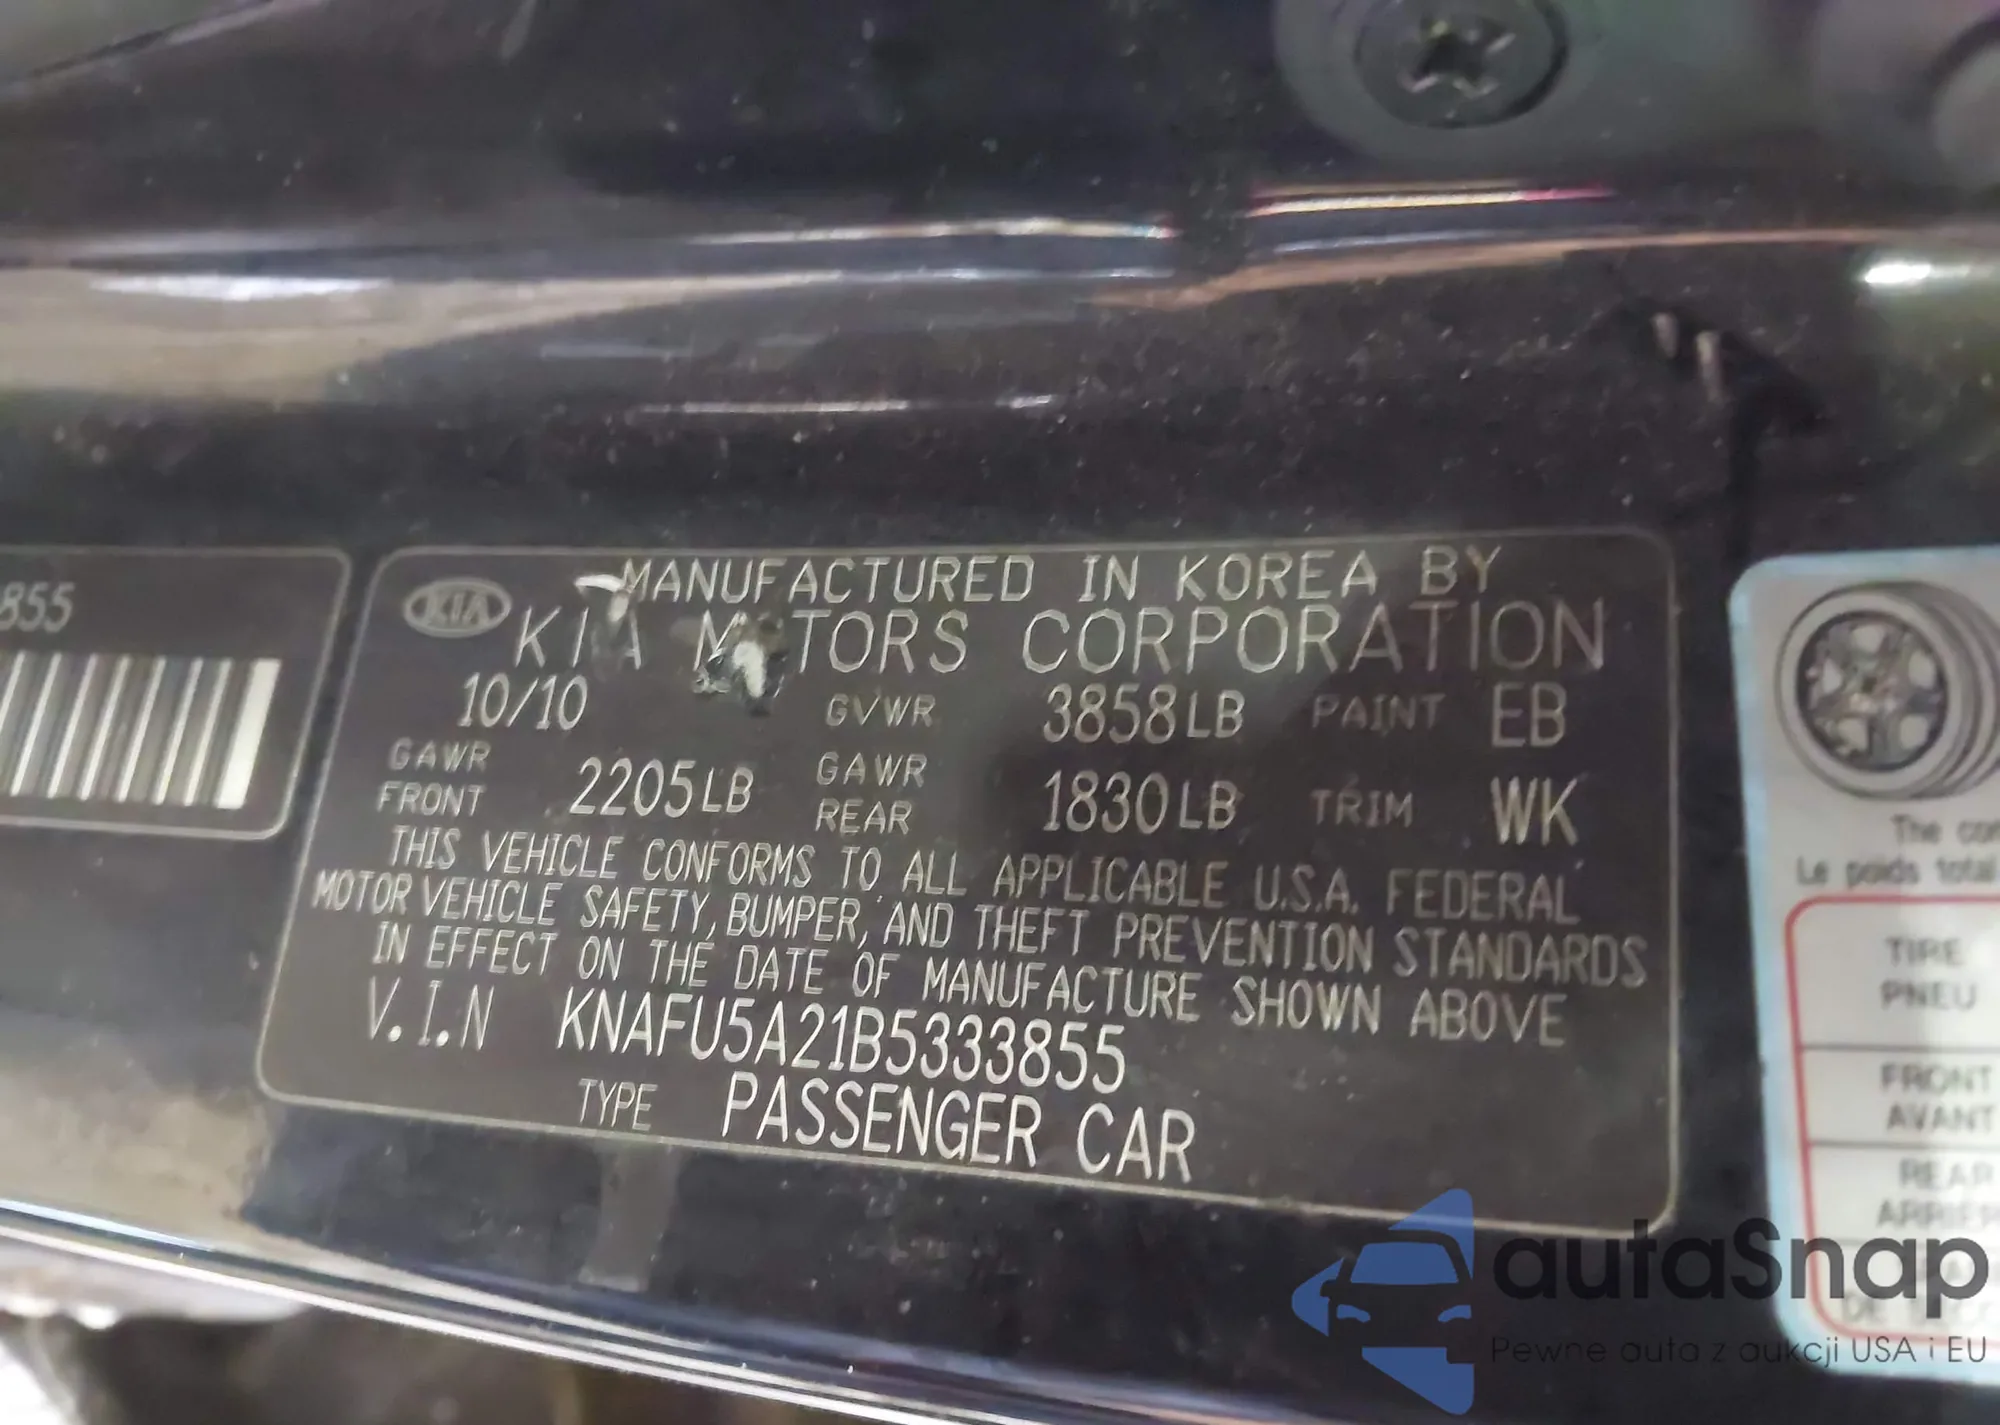 855
KIA
MANUFACTURED IN KOREA BY
KIA MOTORS CORPORATION
10/10 GVWR 3858LB PAINT EB
GAWR FRONT 2205LB GAWR REAR 1830LB TRIM WK
THIS VEHICLE CONFORMS TO ALL APPLICABLE U.S.A. FEDERAL
MOTOR VEHICLE SAFETY, BUMPER, AND THEFT PREVENTION STANDARDS
IN EFFECT ON THE DATE OF MANUFACTURE SHOWN ABOVE
V.I.N KNAFU5A21B5333855
TYPE PASSENGER CAR
The
Le poids total
TIRE
PNEU
FRONT
AVANT
REAR
autaSnap
Pewne auta z aukcji USA i EU